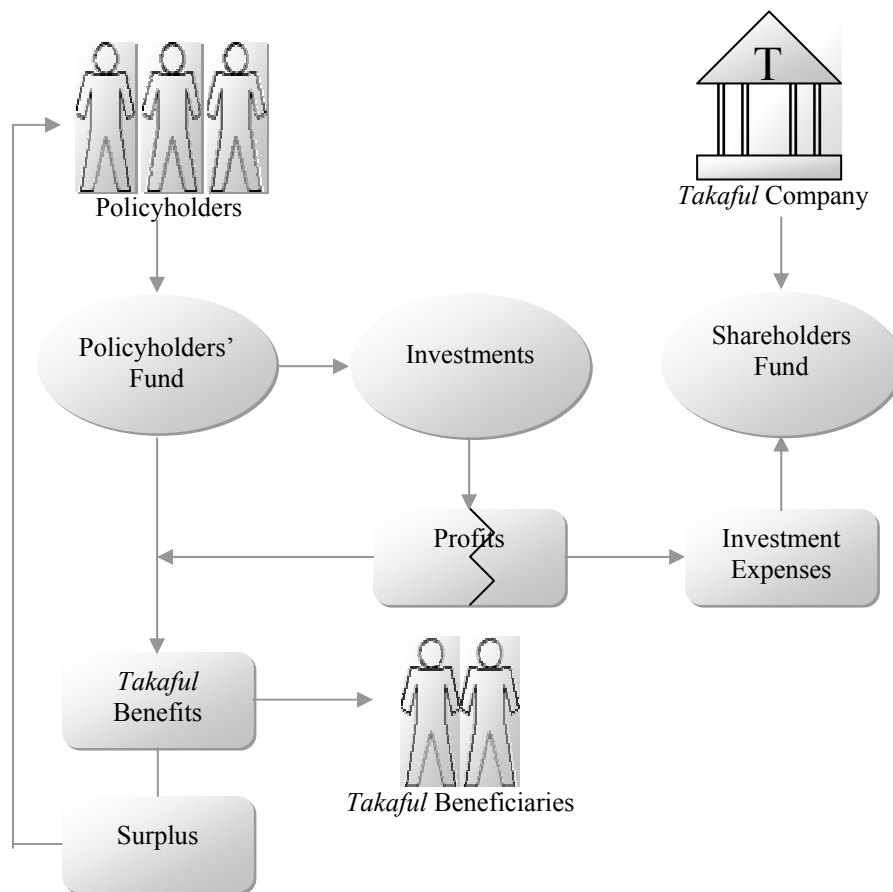 T
Policyholders
Takaful Company
Policyholders’
Fund
Investments
Shareholders
Fund
Profits
Investment
Expenses
Takaful
Benefits
Takaful Beneficiaries
Surplus